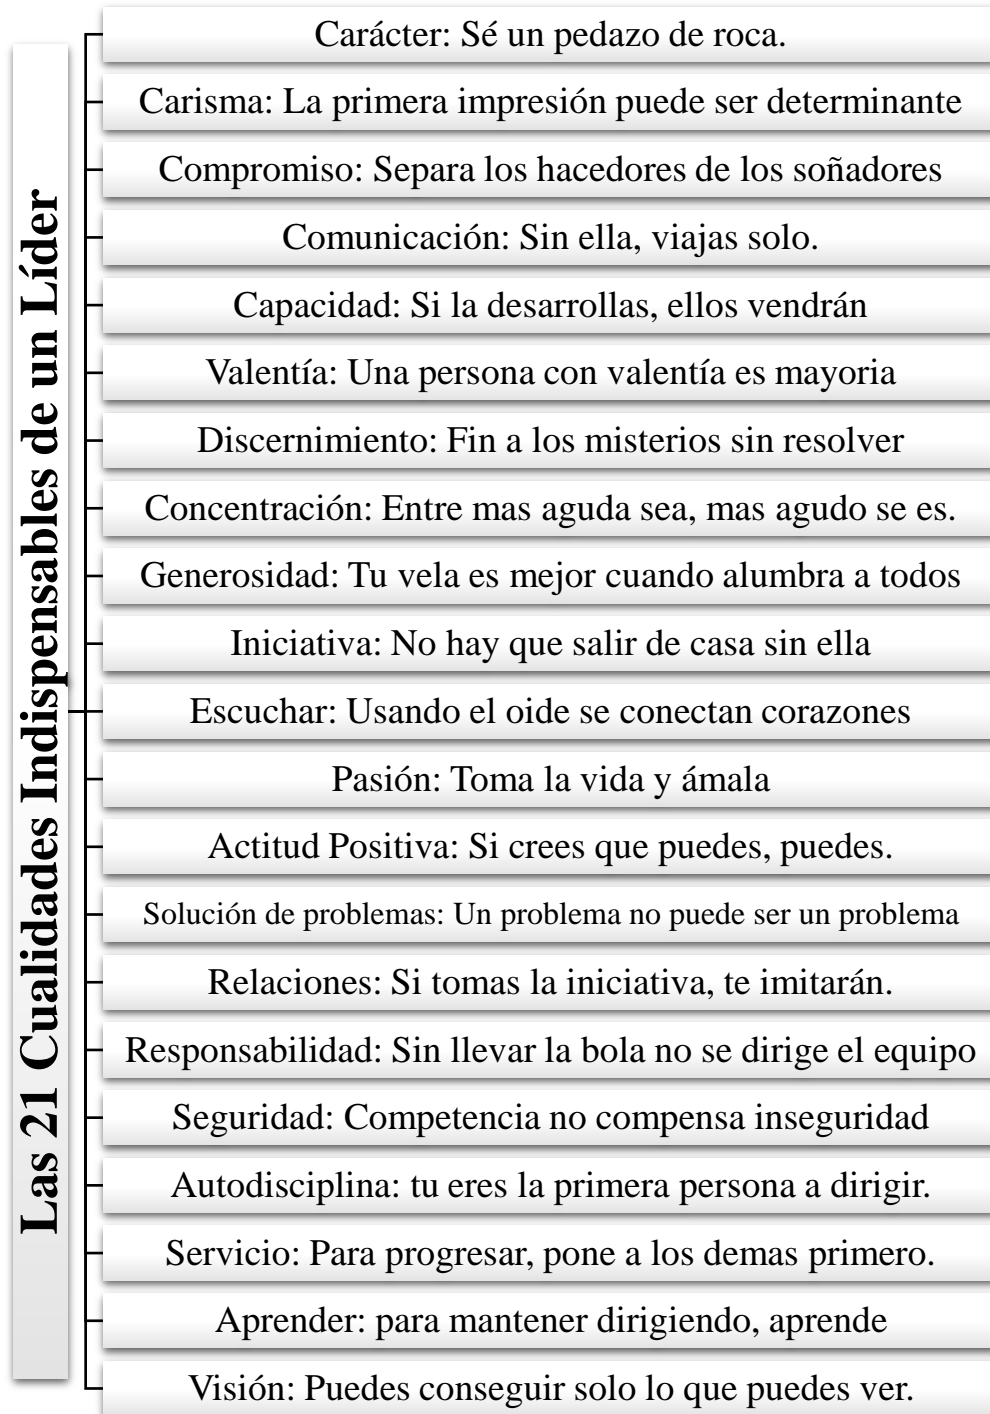 Las 21 Cualidades Indispensables de un Líder
Carácter: Sé un pedazo de roca.
Carisma: La primera impresión puede ser determinante
Compromiso: Separa los hacedores de los soñadores
Comunicación: Sin ella, viajas solo.
Capacidad: Si la desarrollas, ellos vendrán
Valentía: Una persona con valentía es mayoria
Discernimiento: Fin a los misterios sin resolver
Concentración: Entre mas aguda sea, mas agudo se es.
Generosidad: Tu vela es mejor cuando alumbra a todos
Iniciativa: No hay que salir de casa sin ella
Escuchar: Usando el oide se conectan corazones
Pasión: Toma la vida y ámala
Actitud Positiva: Si crees que puedes, puedes.
Solución de problemas: Un problema no puede ser un problema
Relaciones: Si tomas la iniciativa, te imitarán.
Responsabilidad: Sin llevar la bola no se dirige el equipo
Seguridad: Competencia no compensa inseguridad
Autodisciplina: tu eres la primera persona a dirigir.
Servicio: Para progresar, pone a los demas primero.
Aprender: para mantener dirigiendo, aprende
Visión: Puedes conseguir solo lo que puedes ver.